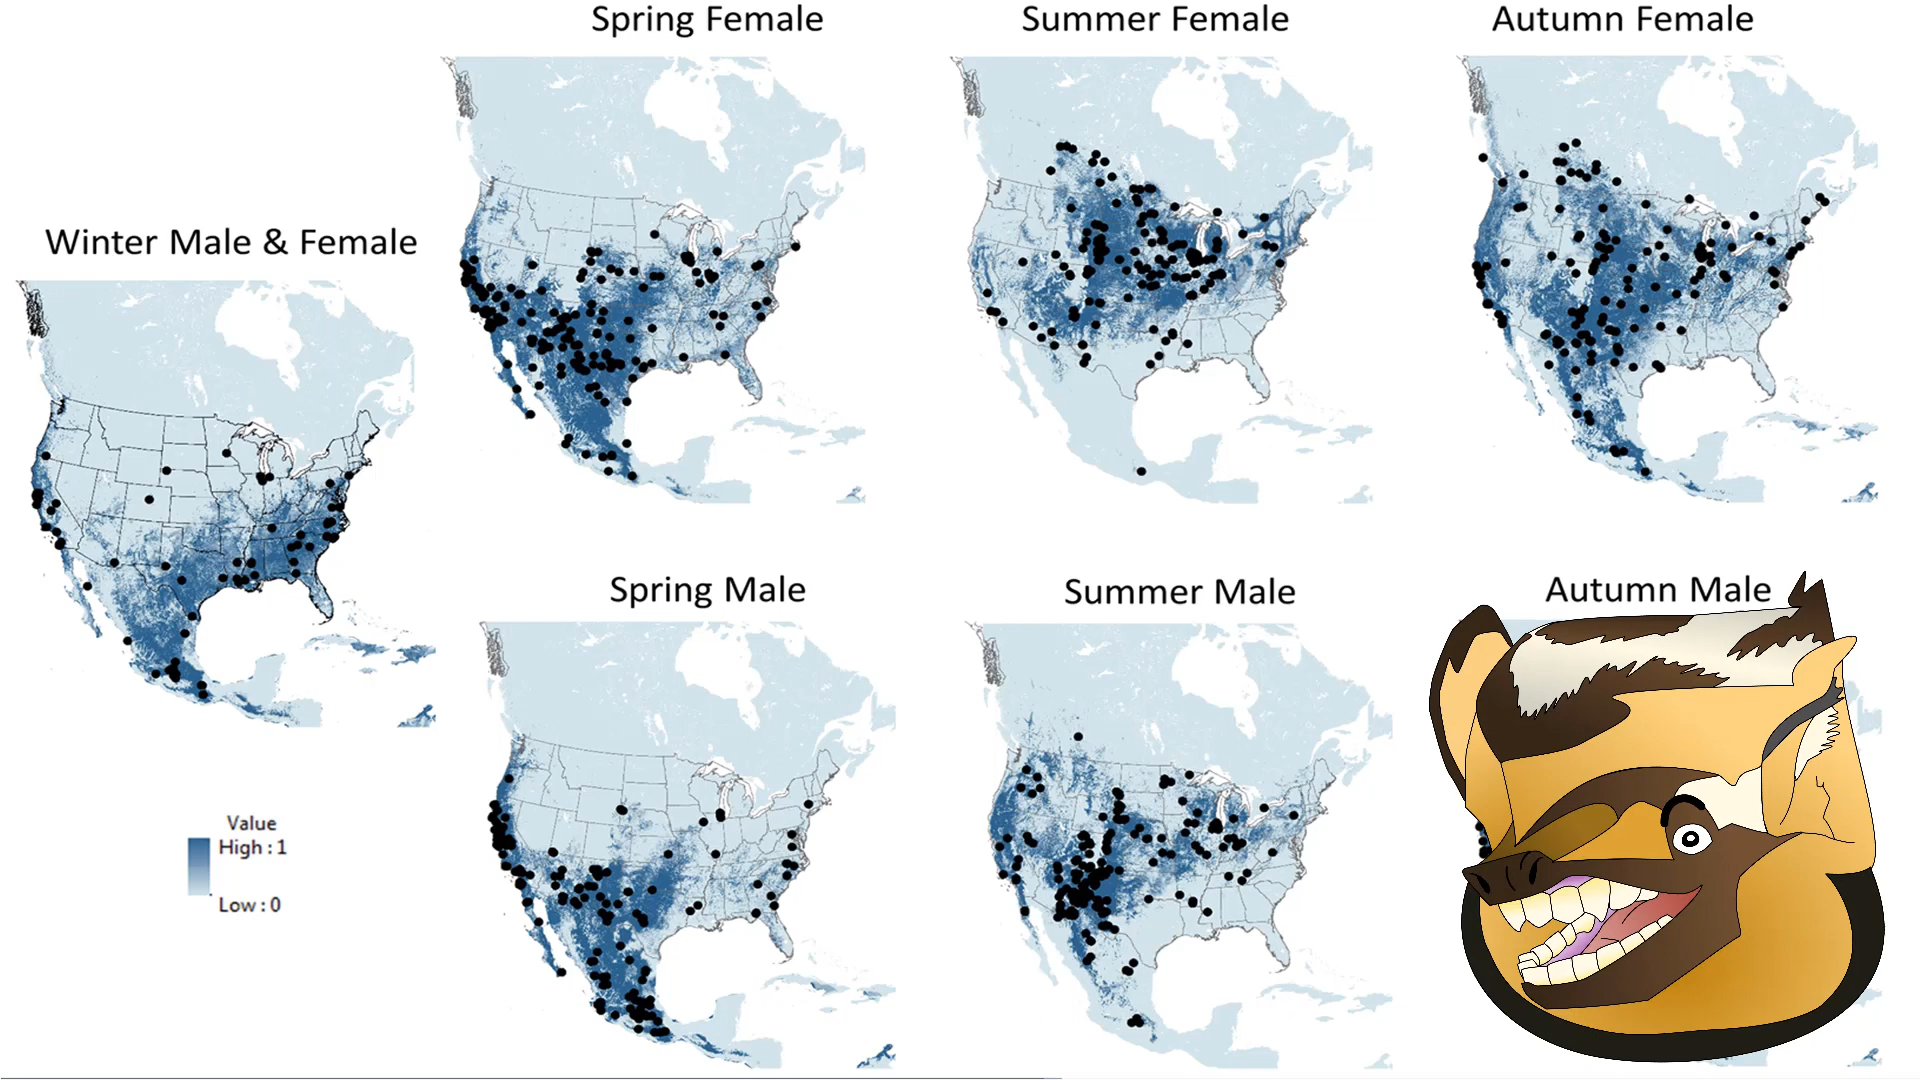 Spring Female
Summer Female
Autumn Female
Winter Male & Female
Spring Male
Summer Male
Autumn Male
Value
High : 1
Low : 0